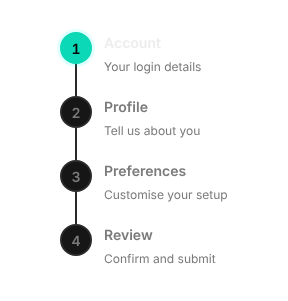 1
Account
Your login details
2
Profile
Tell us about you
3
Preferences
Customise your setup
4
Review
Confirm and submit